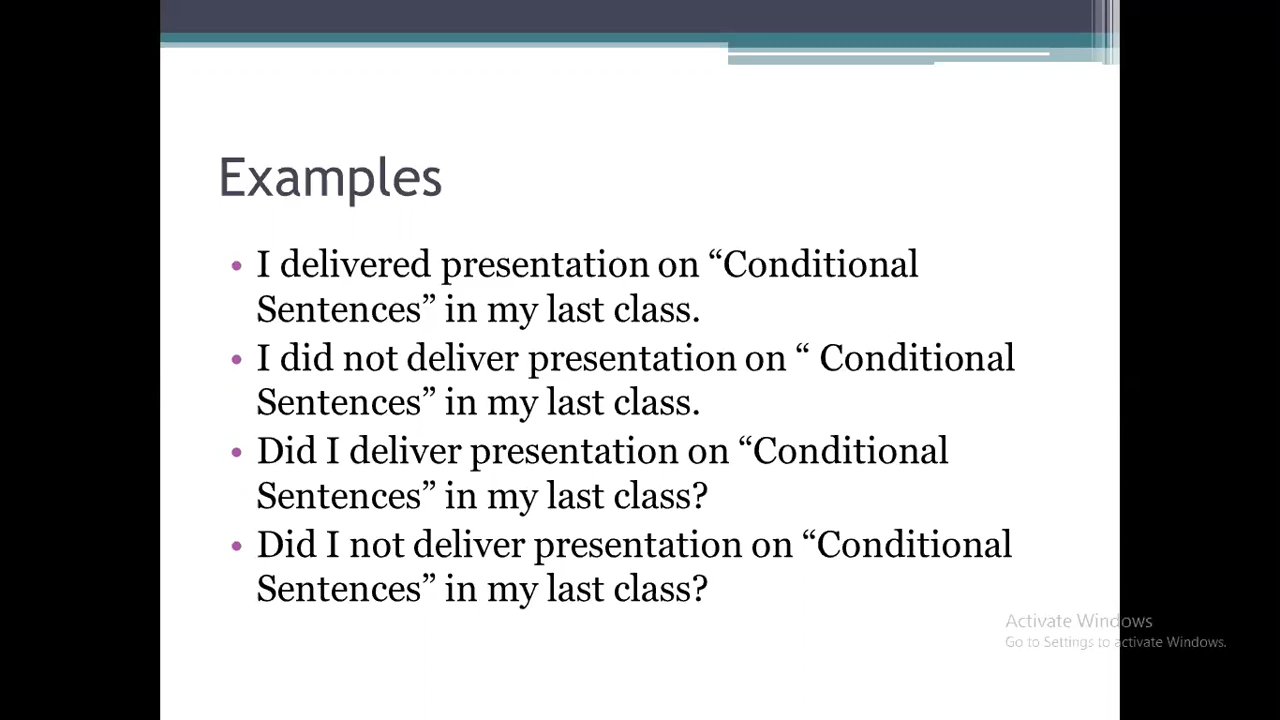 Examples
• I delivered presentation on “Conditional
Sentences” in my last class.
• I did not deliver presentation on “ Conditional
Sentences” in my last class.
• Did I deliver presentation on “Conditional
Sentences” in my last class?
• Did I not deliver presentation on “Conditional
Sentences” in my last class?
Activate Windows
Go to Settings to activate Windows.